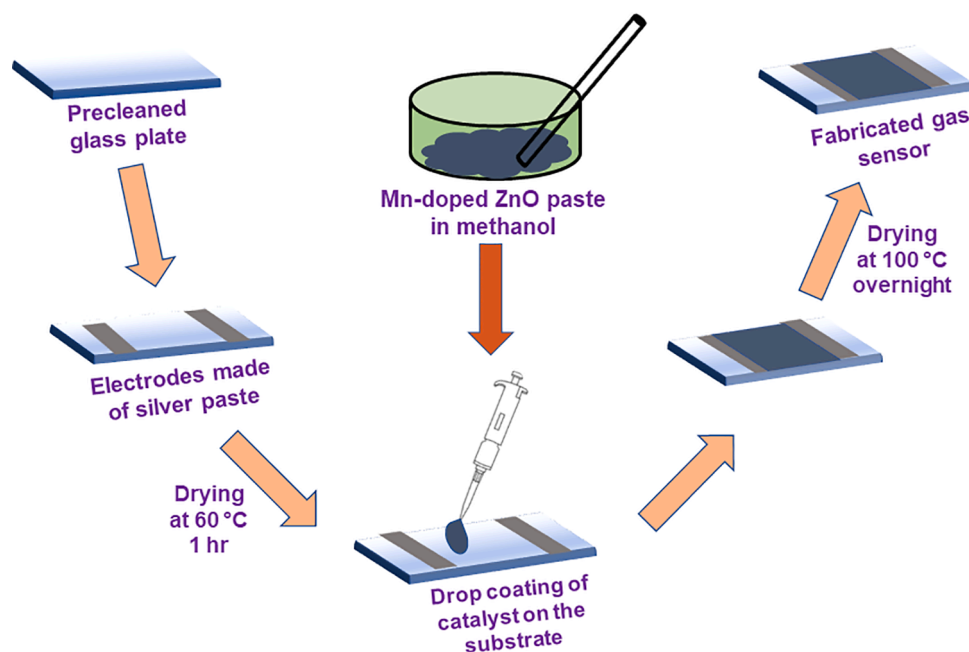 Precleaned
glass plate
Electrodes made
of silver paste
Drying
at 60 °C
1 hr
Mn-doped ZnO paste
in methanol
Drop coating of
catalyst on the
substrate
Drying
at 100 °C
overnight
Fabricated gas
sensor